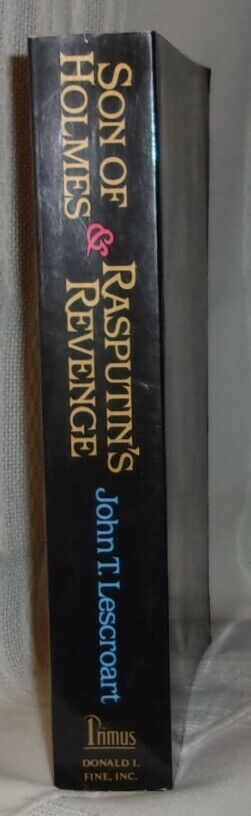 SON OF
HOLMES
&
RASPUTIN'S
REVENGE
John T. Lescroart
Primus
DONALD I.
FINE, INC.